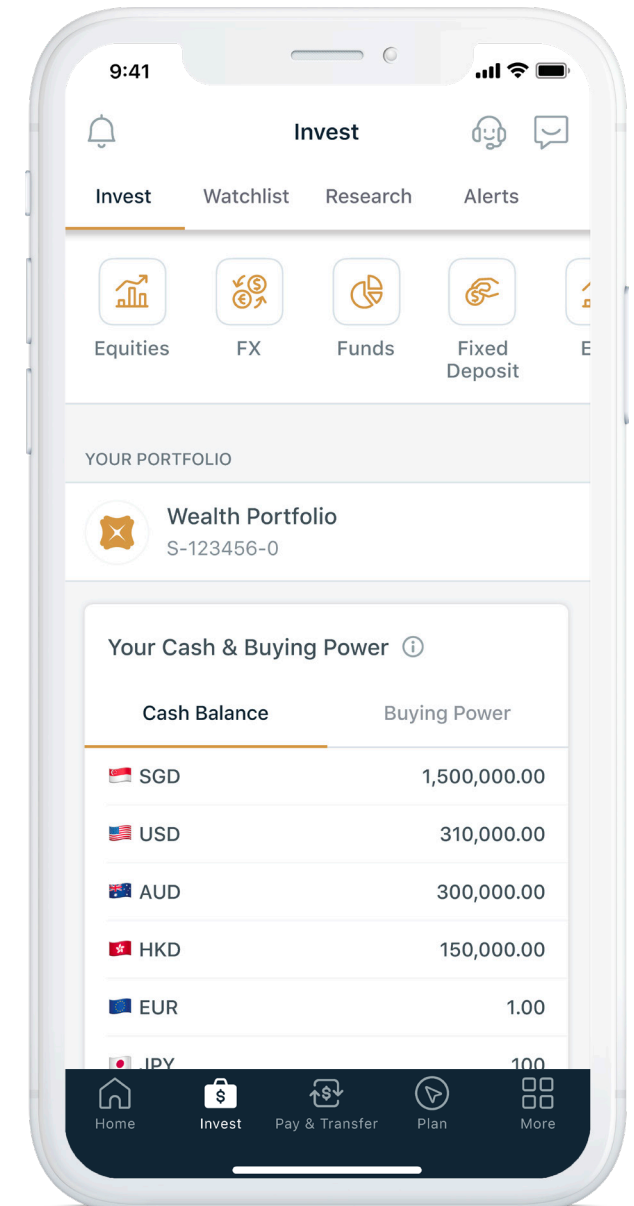 9:41
Invest
Invest Watchlist Research Alerts
Equities FX Funds Fixed Deposit E
YOUR PORTFOLIO
Wealth Portfolio
S-123456-0
Your Cash & Buying Power
Cash Balance Buying Power
SGD 1,500,000.00
USD 310,000.00
AUD 300,000.00
HKD 150,000.00
EUR 1.00
JPY 100
Home Invest Pay & Transfer Plan More